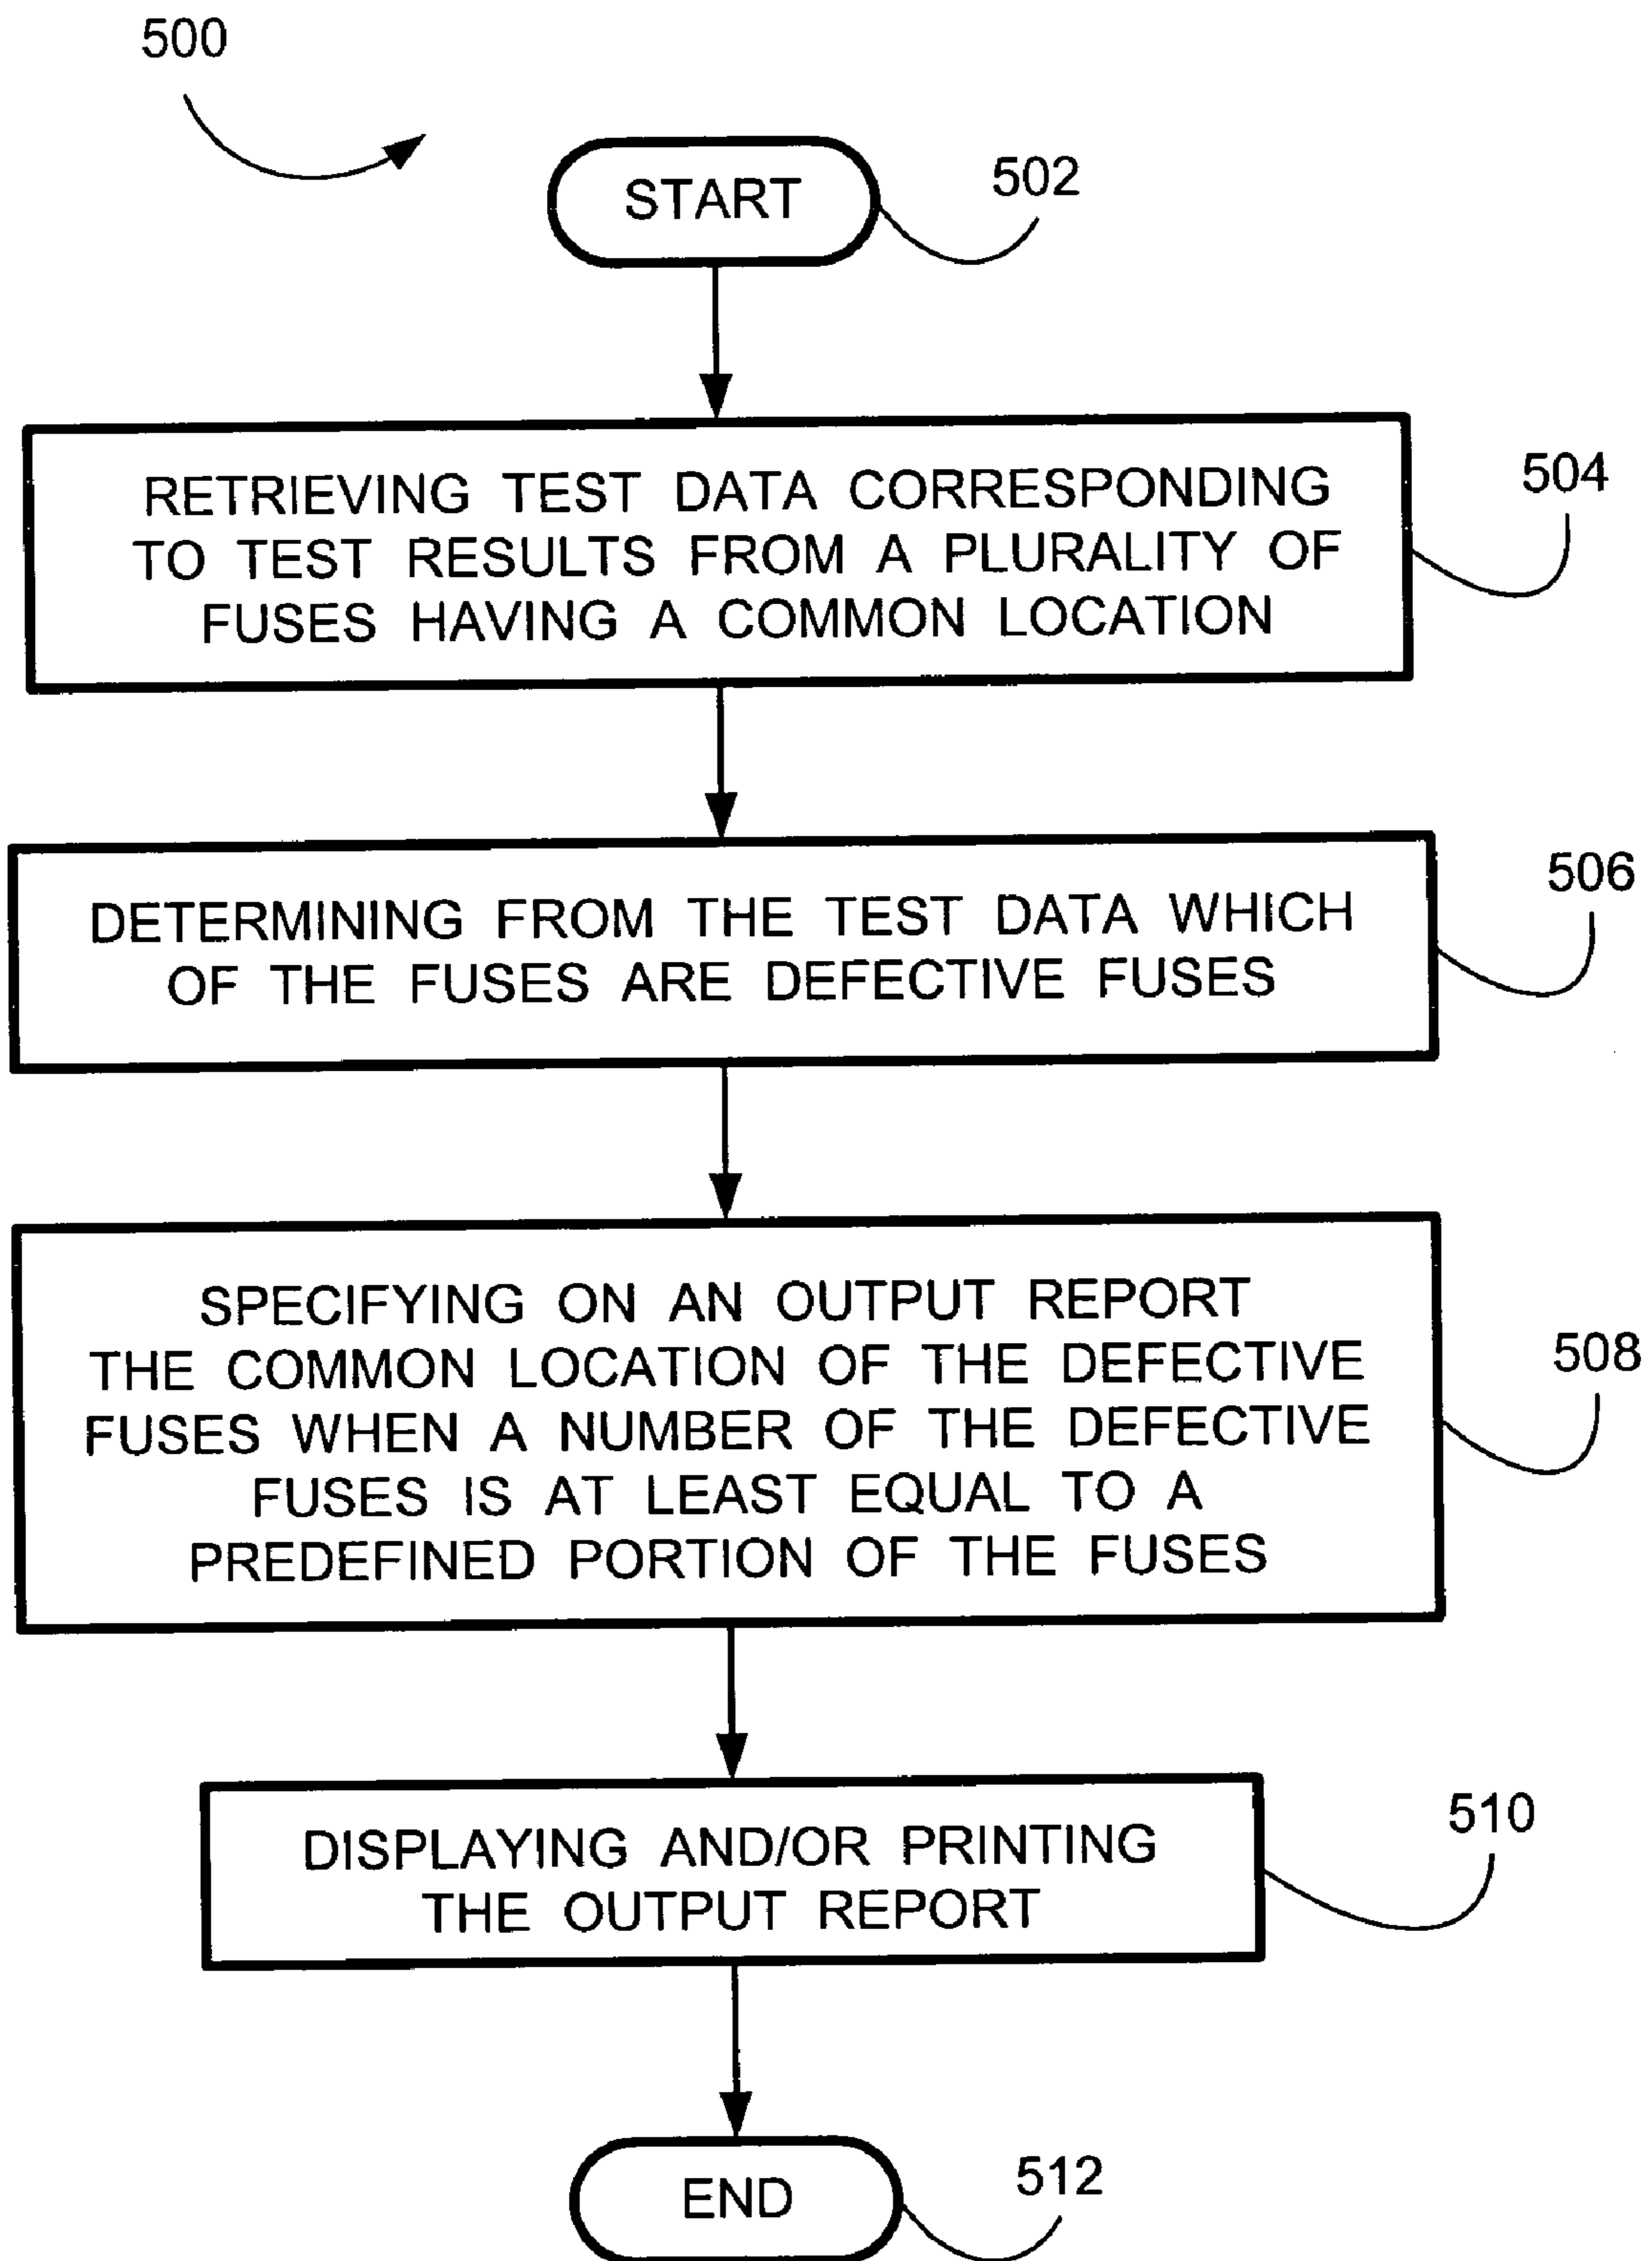 500
START
502
RETRIEVING TEST DATA CORRESPONDING
TO TEST RESULTS FROM A PLURALITY OF
FUSES HAVING A COMMON LOCATION
504
DETERMINING FROM THE TEST DATA WHICH
OF THE FUSES ARE DEFECTIVE FUSES
506
SPECIFYING ON AN OUTPUT REPORT
THE COMMON LOCATION OF THE DEFECTIVE
FUSES WHEN A NUMBER OF THE DEFECTIVE
FUSES IS AT LEAST EQUAL TO A
PREDEFINED PORTION OF THE FUSES
508
DISPLAYING AND/OR PRINTING
THE OUTPUT REPORT
510
END
512